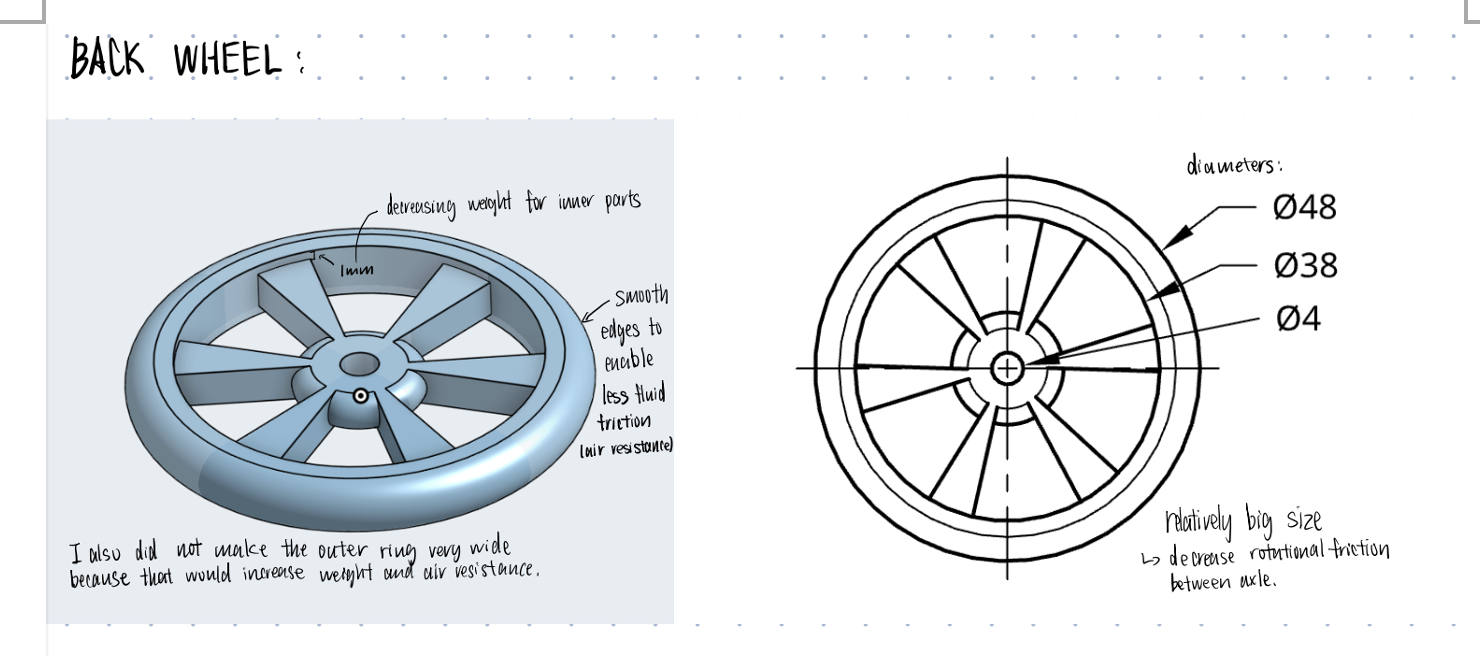 BACK WHEEL :
decreasing weight for inner parts
1mm
smooth
edges to
enable
less fluid
friction
(air resistance)
I also did not make the outer ring very wide
because that would increase weight and air resistance.
diameters:
Ø48
Ø38
Ø4
relatively big size
↳ decrease rotational friction
between axle.